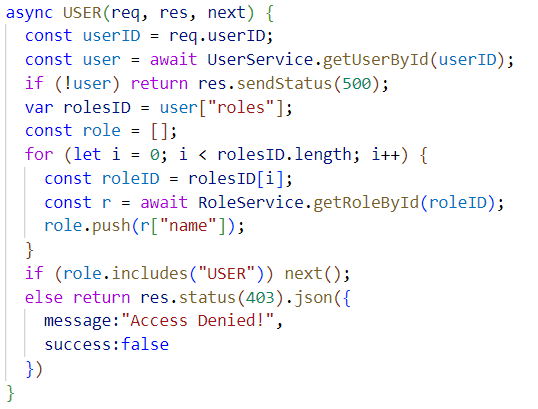 async USER(req, res, next) {
  const userID = req.userID;
  const user = await UserService.getUserById(userID);
  if (!user) return res.sendStatus(500);
  var rolesID = user["roles"];
  const role = [];
  for (let i = 0; i < rolesID.length; i++) {
    const roleID = rolesID[i];
    const r = await RoleService.getRoleById(roleID);
    role.push(r["name"]);
  }
  if (role.includes("USER")) next();
  else return res.status(403).json({
    message:"Access Denied!",
    success:false
  })
}